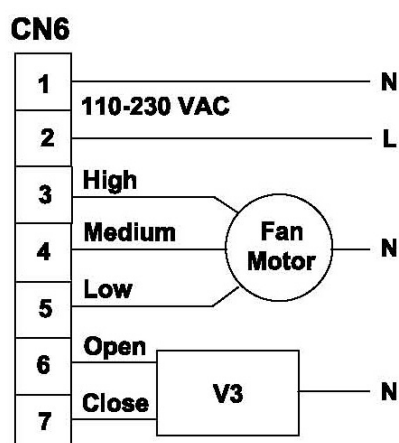 CN6
1
N
110-230 VAC
2
L
3
High
4
Medium
Fan
Motor
N
5
Low
6
Open
V3
N
7
Close